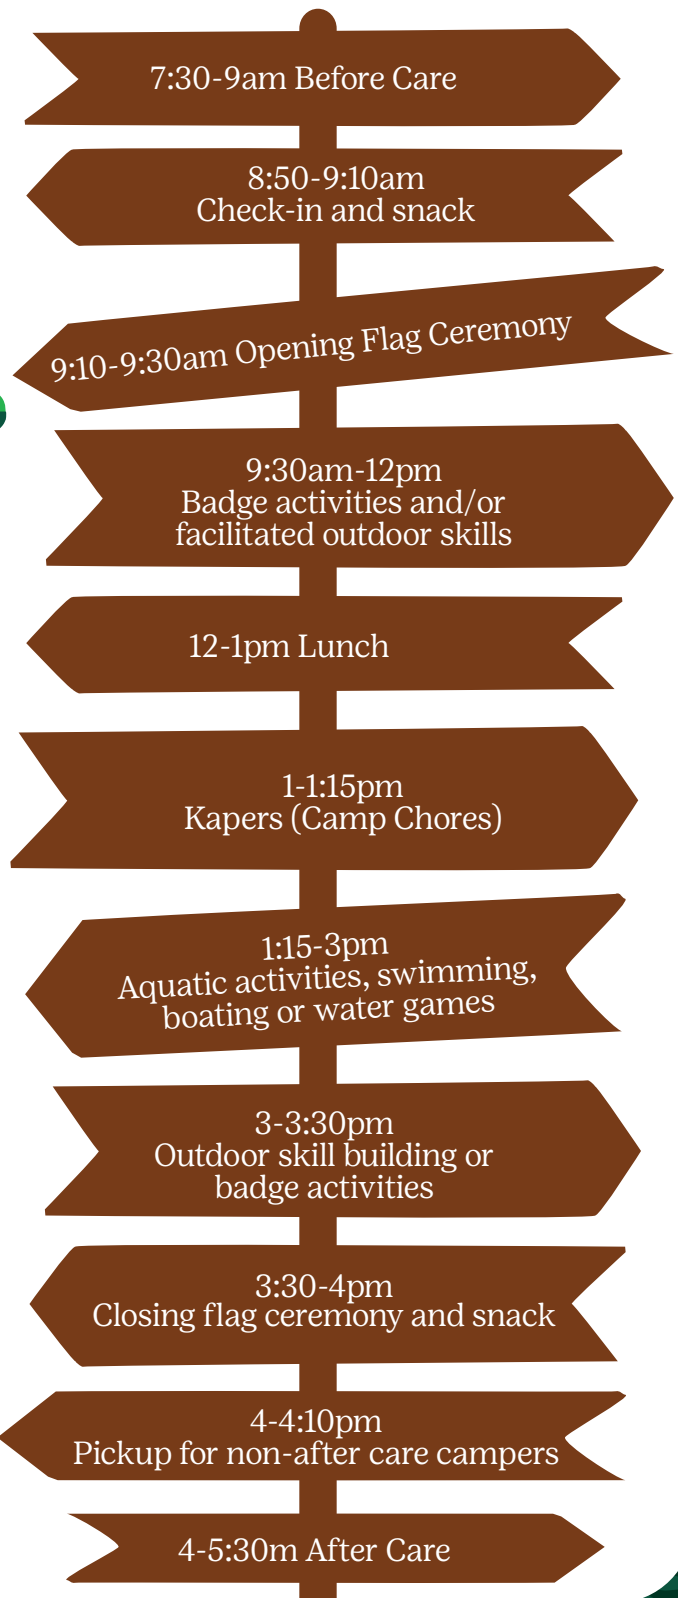 7:30-9am Before Care
8:50-9:10am
Check-in and snack
9:10-9:30am Opening Flag Ceremony
9:30am-12pm
Badge activities and/or
facilitated outdoor skills
12-1pm Lunch
1-1:15pm
Kapers (Camp Chores)
1:15-3pm
Aquatic activities, swimming,
boating or water games
3-3:30pm
Outdoor skill building or
badge activities
3:30-4pm
Closing flag ceremony and snack
4-4:10pm
Pickup for non-after care campers
4-5:30m After Care